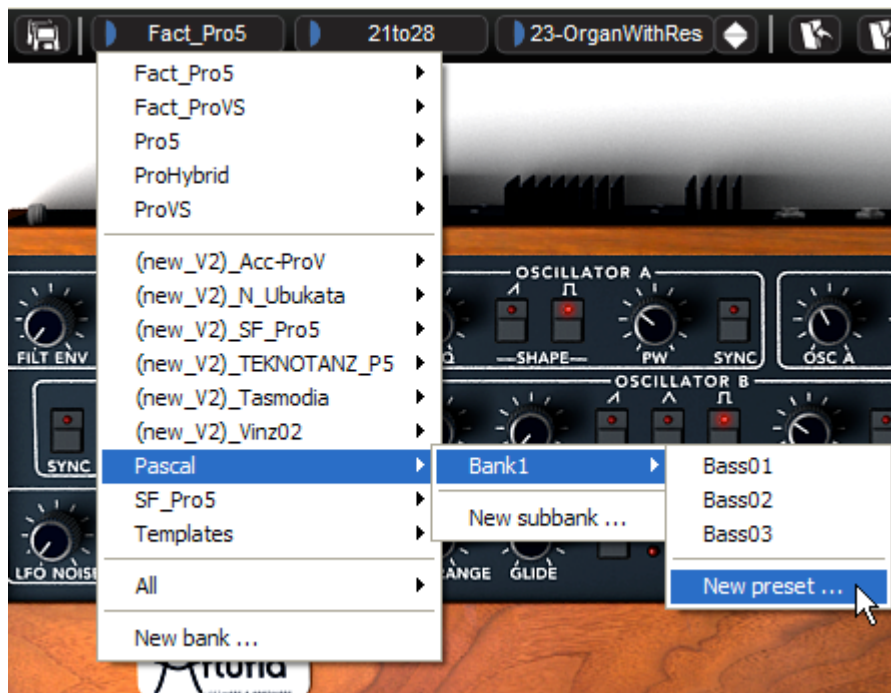 Fact_Pro5 21to28 23-OrganWithRes
Fact_Pro5
Fact_ProVS
Pro5
ProHybrid
ProVS
(new_V2)_Acc-ProV
(new_V2)_N_Ubukata
(new_V2)_SF_Pro5
(new_V2)_TEKNOTANZ_P5
(new_V2)_Tasmodia
(new_V2)_Vinz02
Pascal
SF_Pro5
Templates
All
New bank ...
Bank1
New subbank ...
Bass01
Bass02
Bass03
New preset ...
OSCILLATOR A
FILT ENV
SHAPE PW SYNC OSC A
OSCILLATOR B
SYNC
LFO NOISE
GLIDE